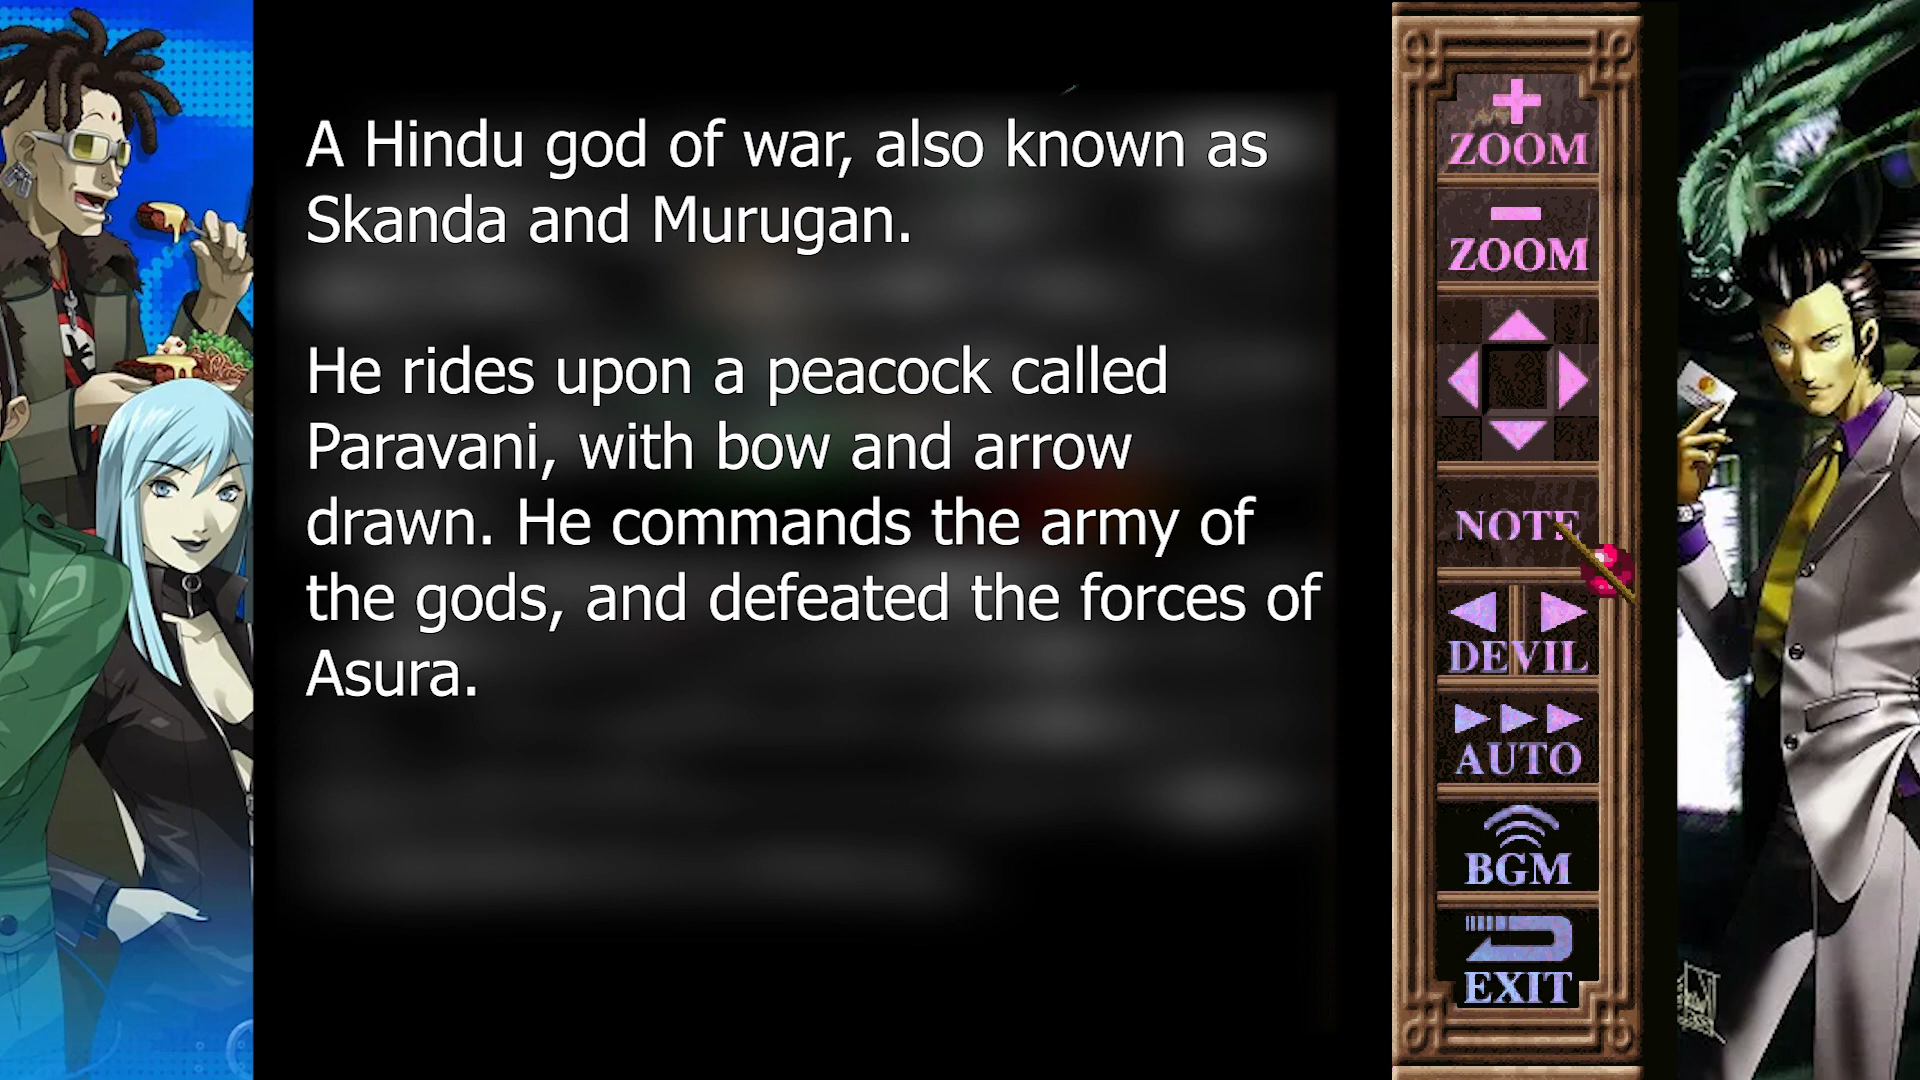 A Hindu god of war, also known as
Skanda and Murugan.
He rides upon a peacock called
Paravani, with bow and arrow
drawn. He commands the army of
the gods, and defeated the forces of
Asura.
ZOOM
ZOOM
NOTE
DEVIL
AUTO
BGM
EXIT